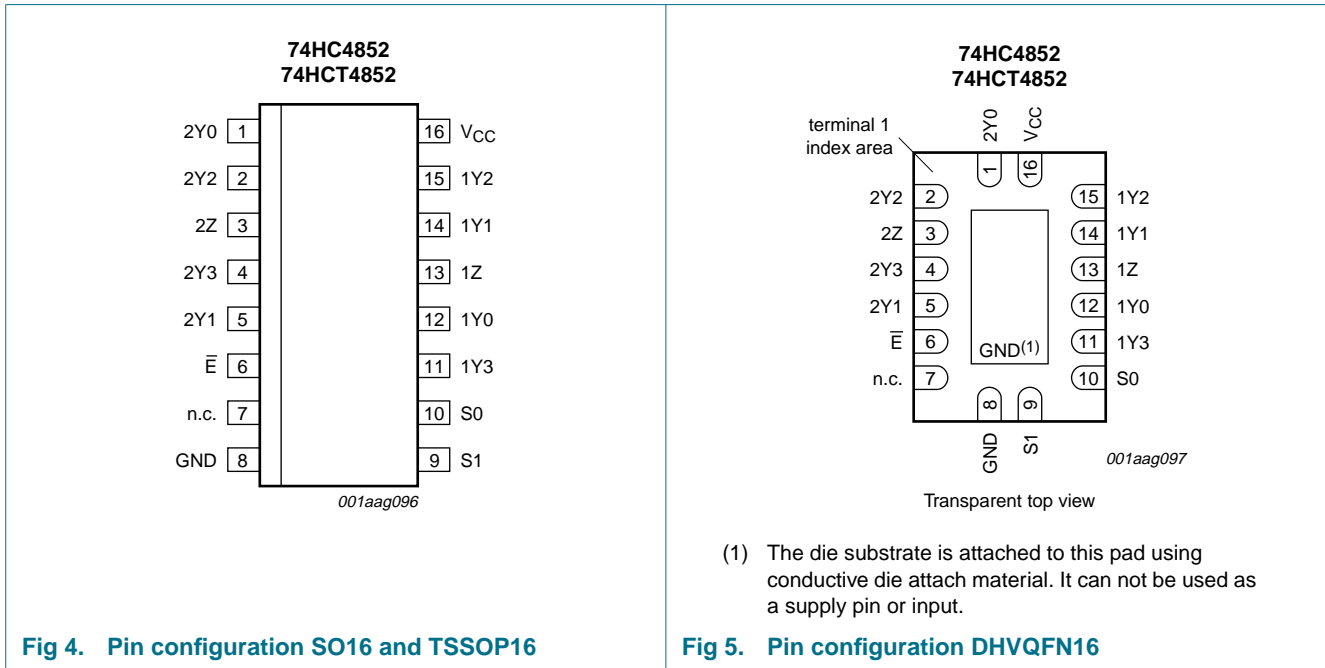 74HC4852
74HCT4852
2Y0 1 16 VCC
2Y2 2 15 1Y2
2Z 3 14 1Y1
2Y3 4 13 1Z
2Y1 5 12 1Y0
E̅ 6 11 1Y3
n.c. 7 10 S0
GND 8 9 S1
001aag096
Fig 4. Pin configuration SO16 and TSSOP16
74HC4852
74HCT4852
terminal 1
index area
2Y0 VCC
1 16
2Y2 2 15 1Y2
2Z 3 14 1Y1
2Y3 4 13 1Z
2Y1 5 12 1Y0
E̅ 6 GND(1) 11 1Y3
n.c. 7 10 S0
8 9
GND S1
001aag097
Transparent top view
(1) The die substrate is attached to this pad using
conductive die attach material. It can not be used as
a supply pin or input.
Fig 5. Pin configuration DHVQFN16